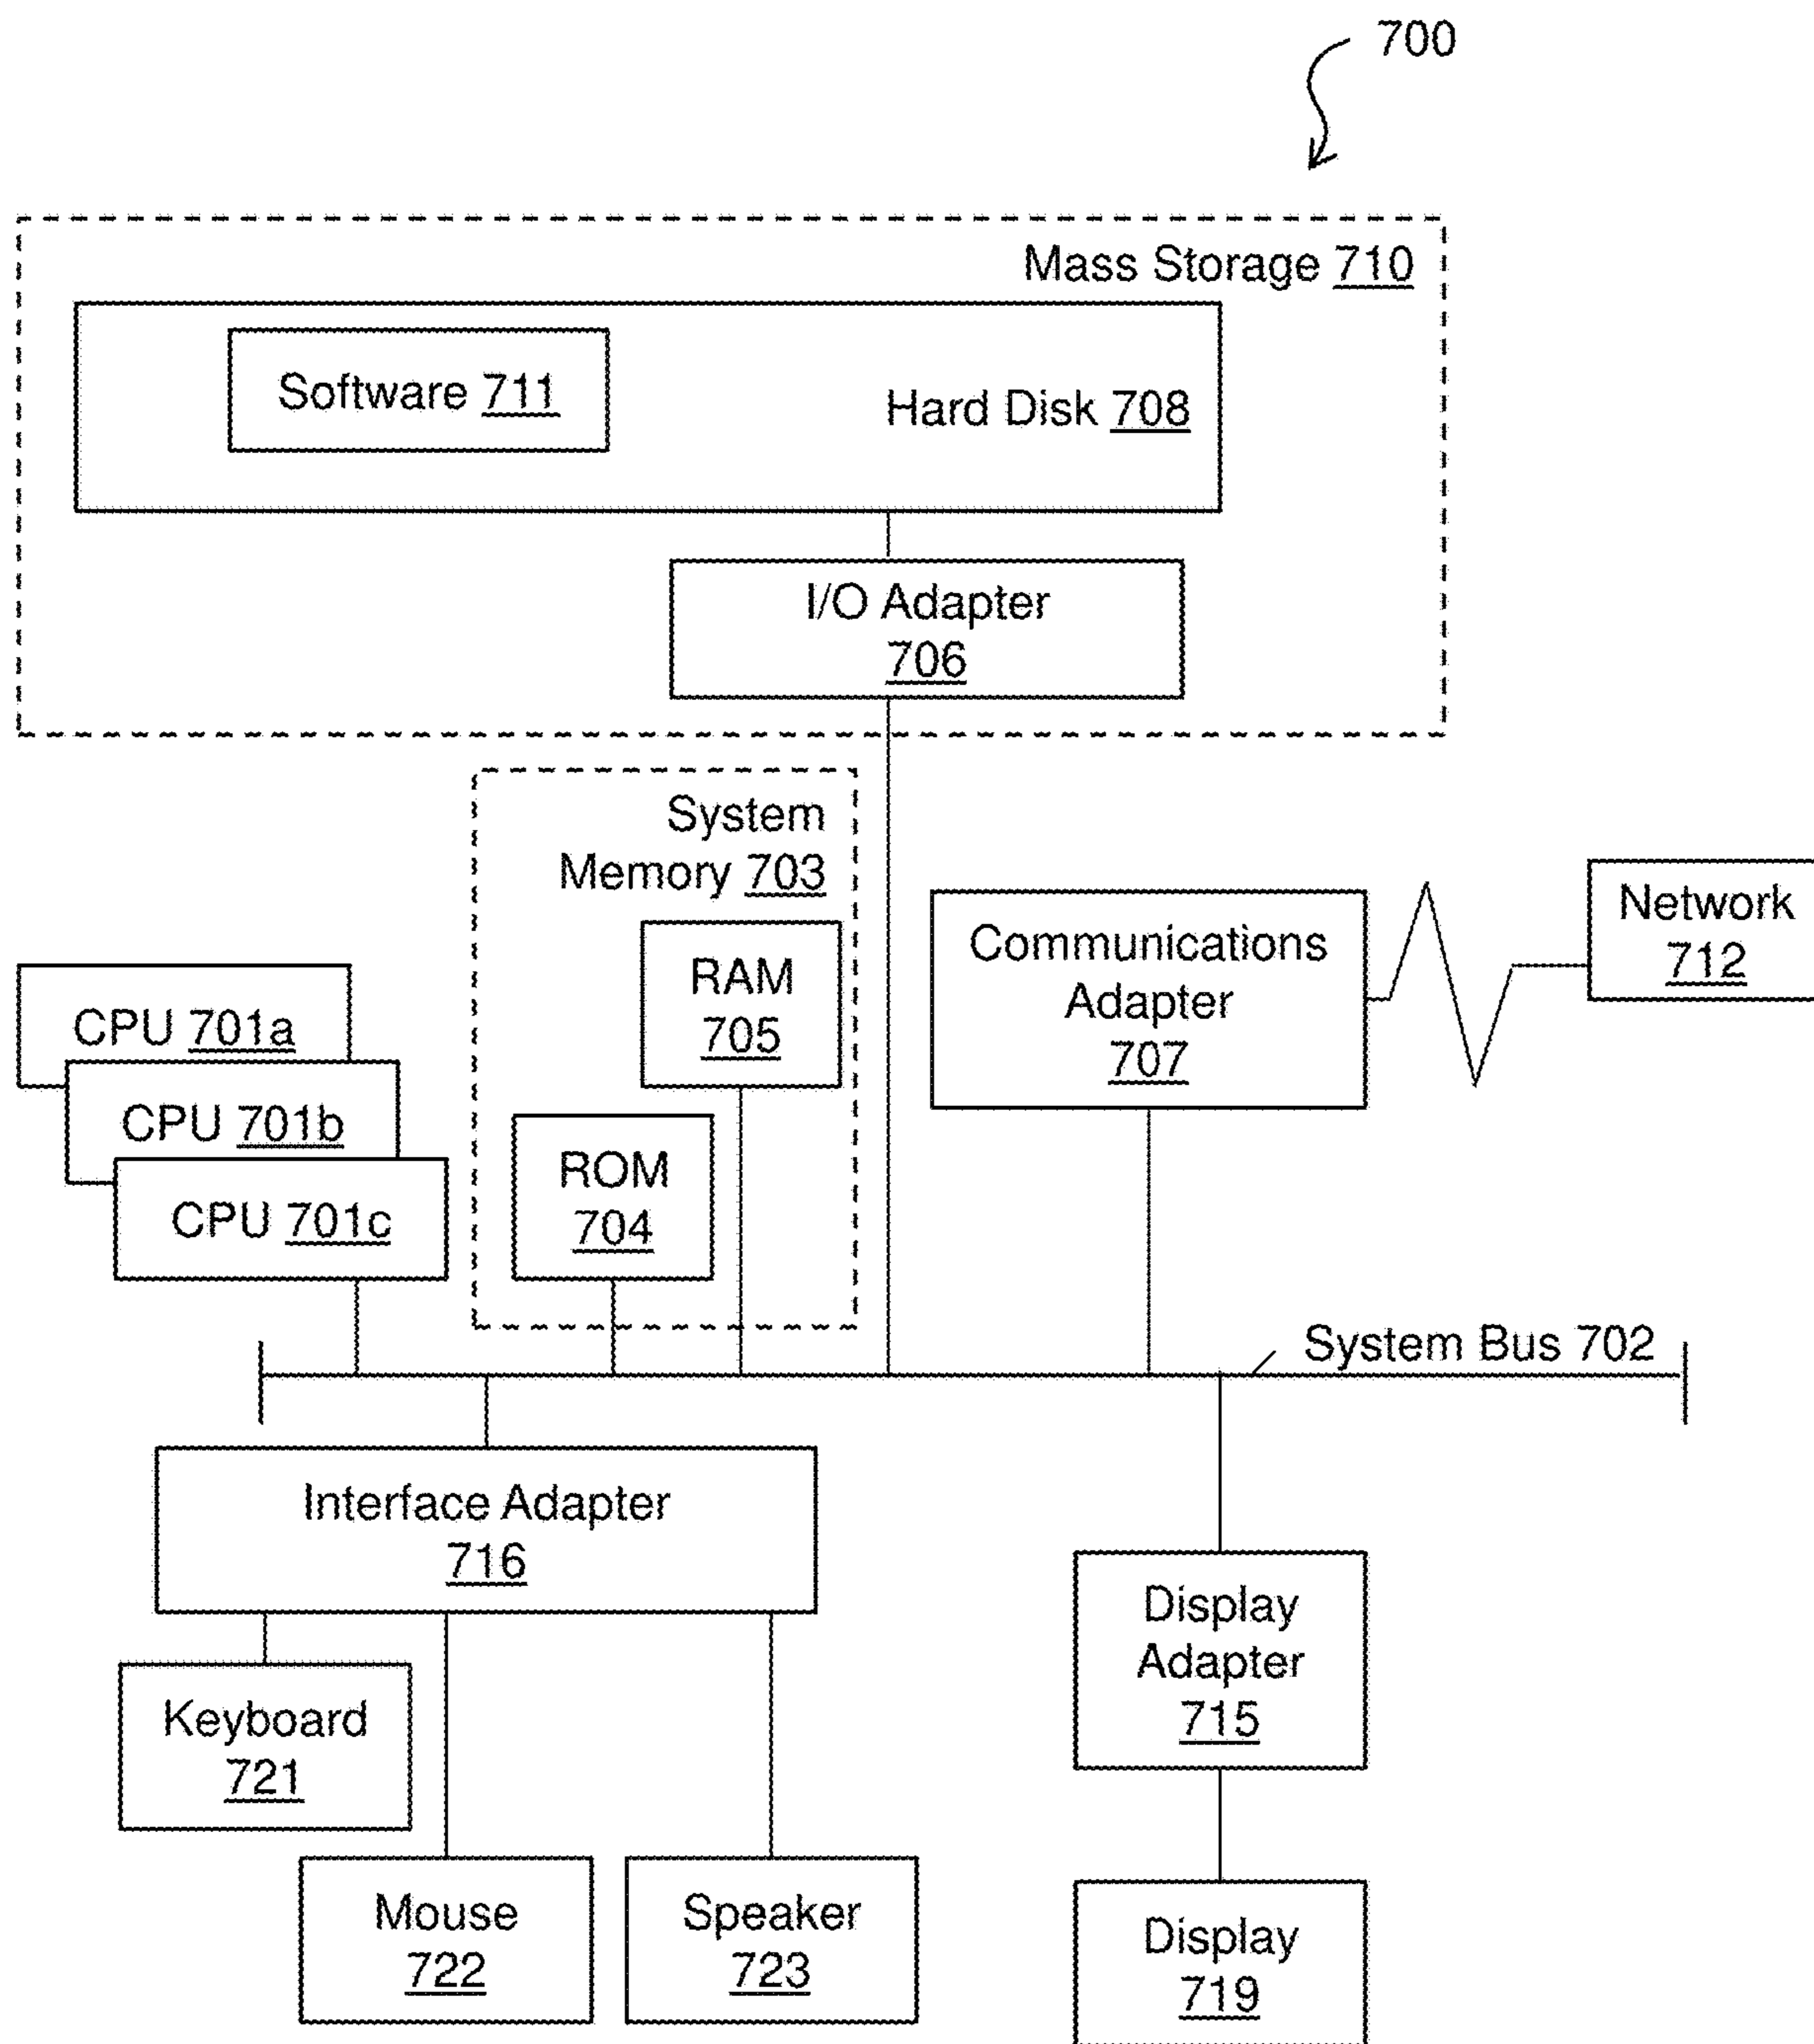 700
Mass Storage 710
Software 711
Hard Disk 708
I/O Adapter
706
System
Memory 703
RAM
705
ROM
704
CPU 701a
CPU 701b
CPU 701c
Communications
Adapter
707
Network
712
System Bus 702
Interface Adapter
716
Keyboard
721
Mouse
722
Speaker
723
Display
Adapter
715
Display
719